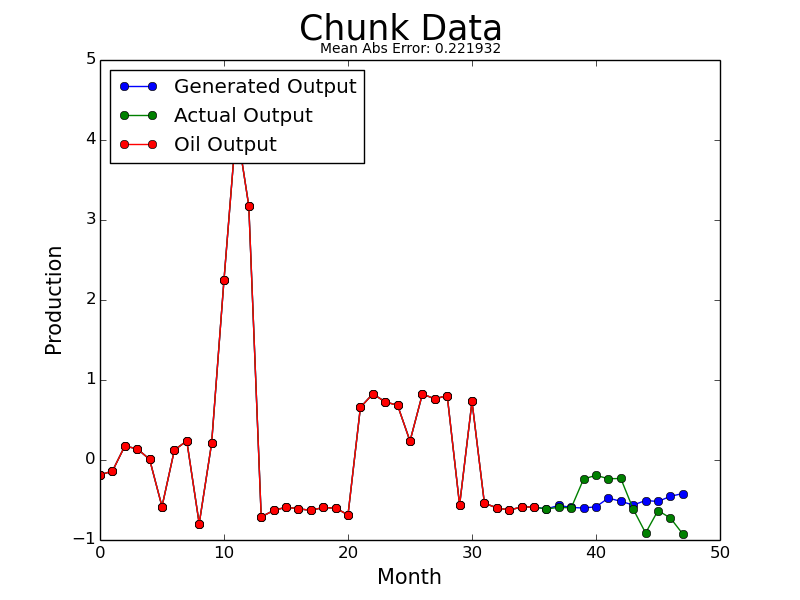 Chunk Data
Mean Abs Error: 0.221932
Generated Output
Actual Output
Oil Output
5
4
3
2
1
0
−1
Production
0 10 20 30 40 50
Month